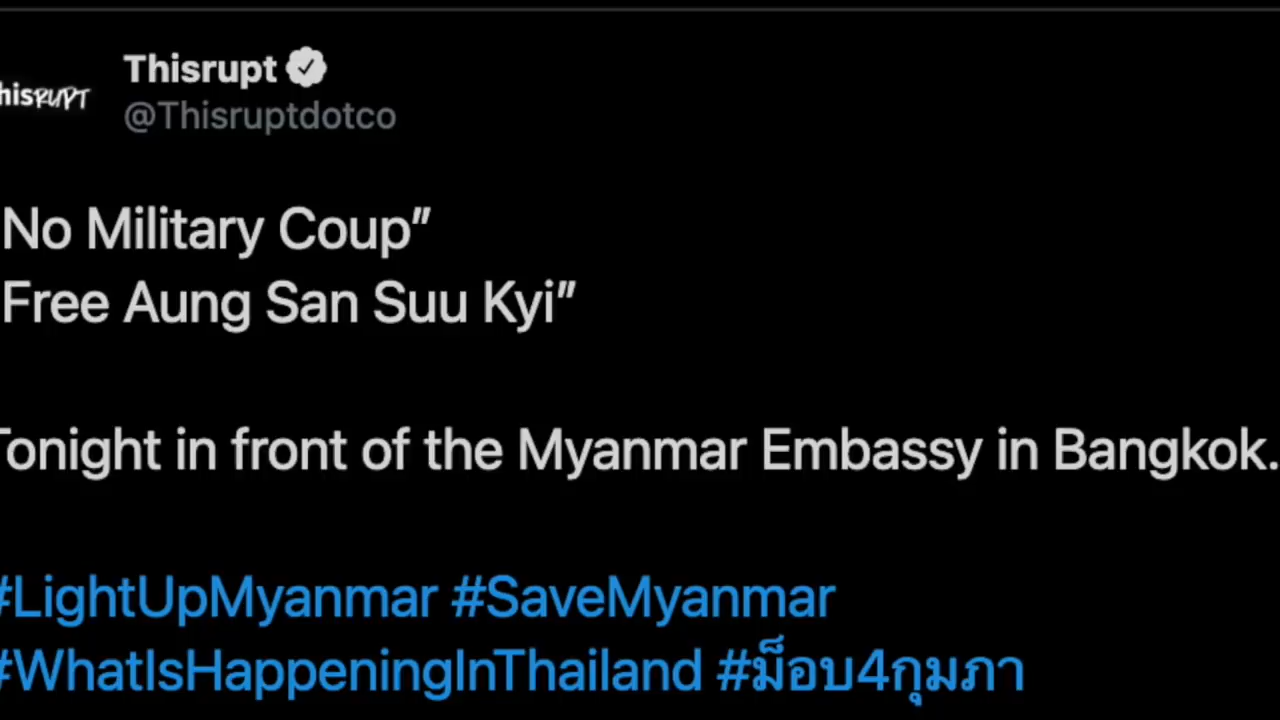 Thisrupt
hisRUPT
@Thisruptdotco
No Military Coup”
Free Aung San Suu Kyi”
Tonight in front of the Myanmar Embassy in Bangkok.
#LightUpMyanmar #SaveMyanmar
#WhatIsHappeningInThailand #ม็อบ4กุมภา